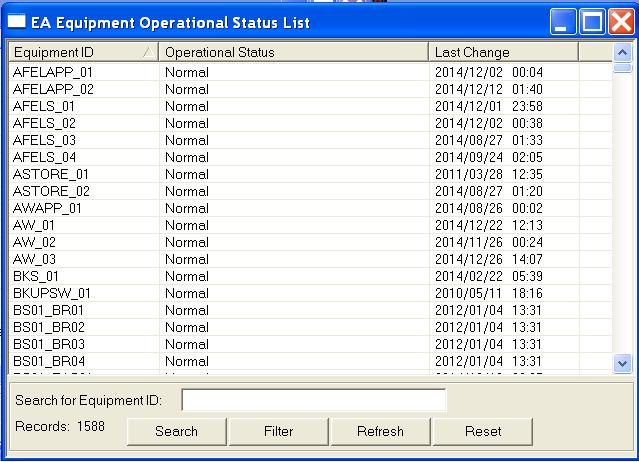 EA Equipment Operational Status List
Equipment ID Operational Status Last Change
AFELAPP_01 Normal 2014/12/02 00:04
AFELAPP_02 Normal 2014/12/12 01:40
AFELS_01 Normal 2014/12/01 23:58
AFELS_02 Normal 2014/12/02 00:38
AFELS_03 Normal 2014/08/27 01:33
AFELS_04 Normal 2014/09/24 02:05
ASTORE_01 Normal 2011/03/28 12:35
ASTORE_02 Normal 2014/08/27 01:20
AWAPP_01 Normal 2014/08/26 00:02
AW_01 Normal 2014/12/22 12:13
AW_02 Normal 2014/11/26 00:24
AW_03 Normal 2014/12/26 14:07
BKS_01 Normal 2014/02/22 05:39
BKUPSW_01 Normal 2010/05/11 18:16
BS01_BR01 Normal 2012/01/04 13:31
BS01_BR02 Normal 2012/01/04 13:31
BS01_BR03 Normal 2012/01/04 13:31
BS01_BR04 Normal 2012/01/04 13:31
Search for Equipment ID:
Records: 1588 Search Filter Refresh Reset